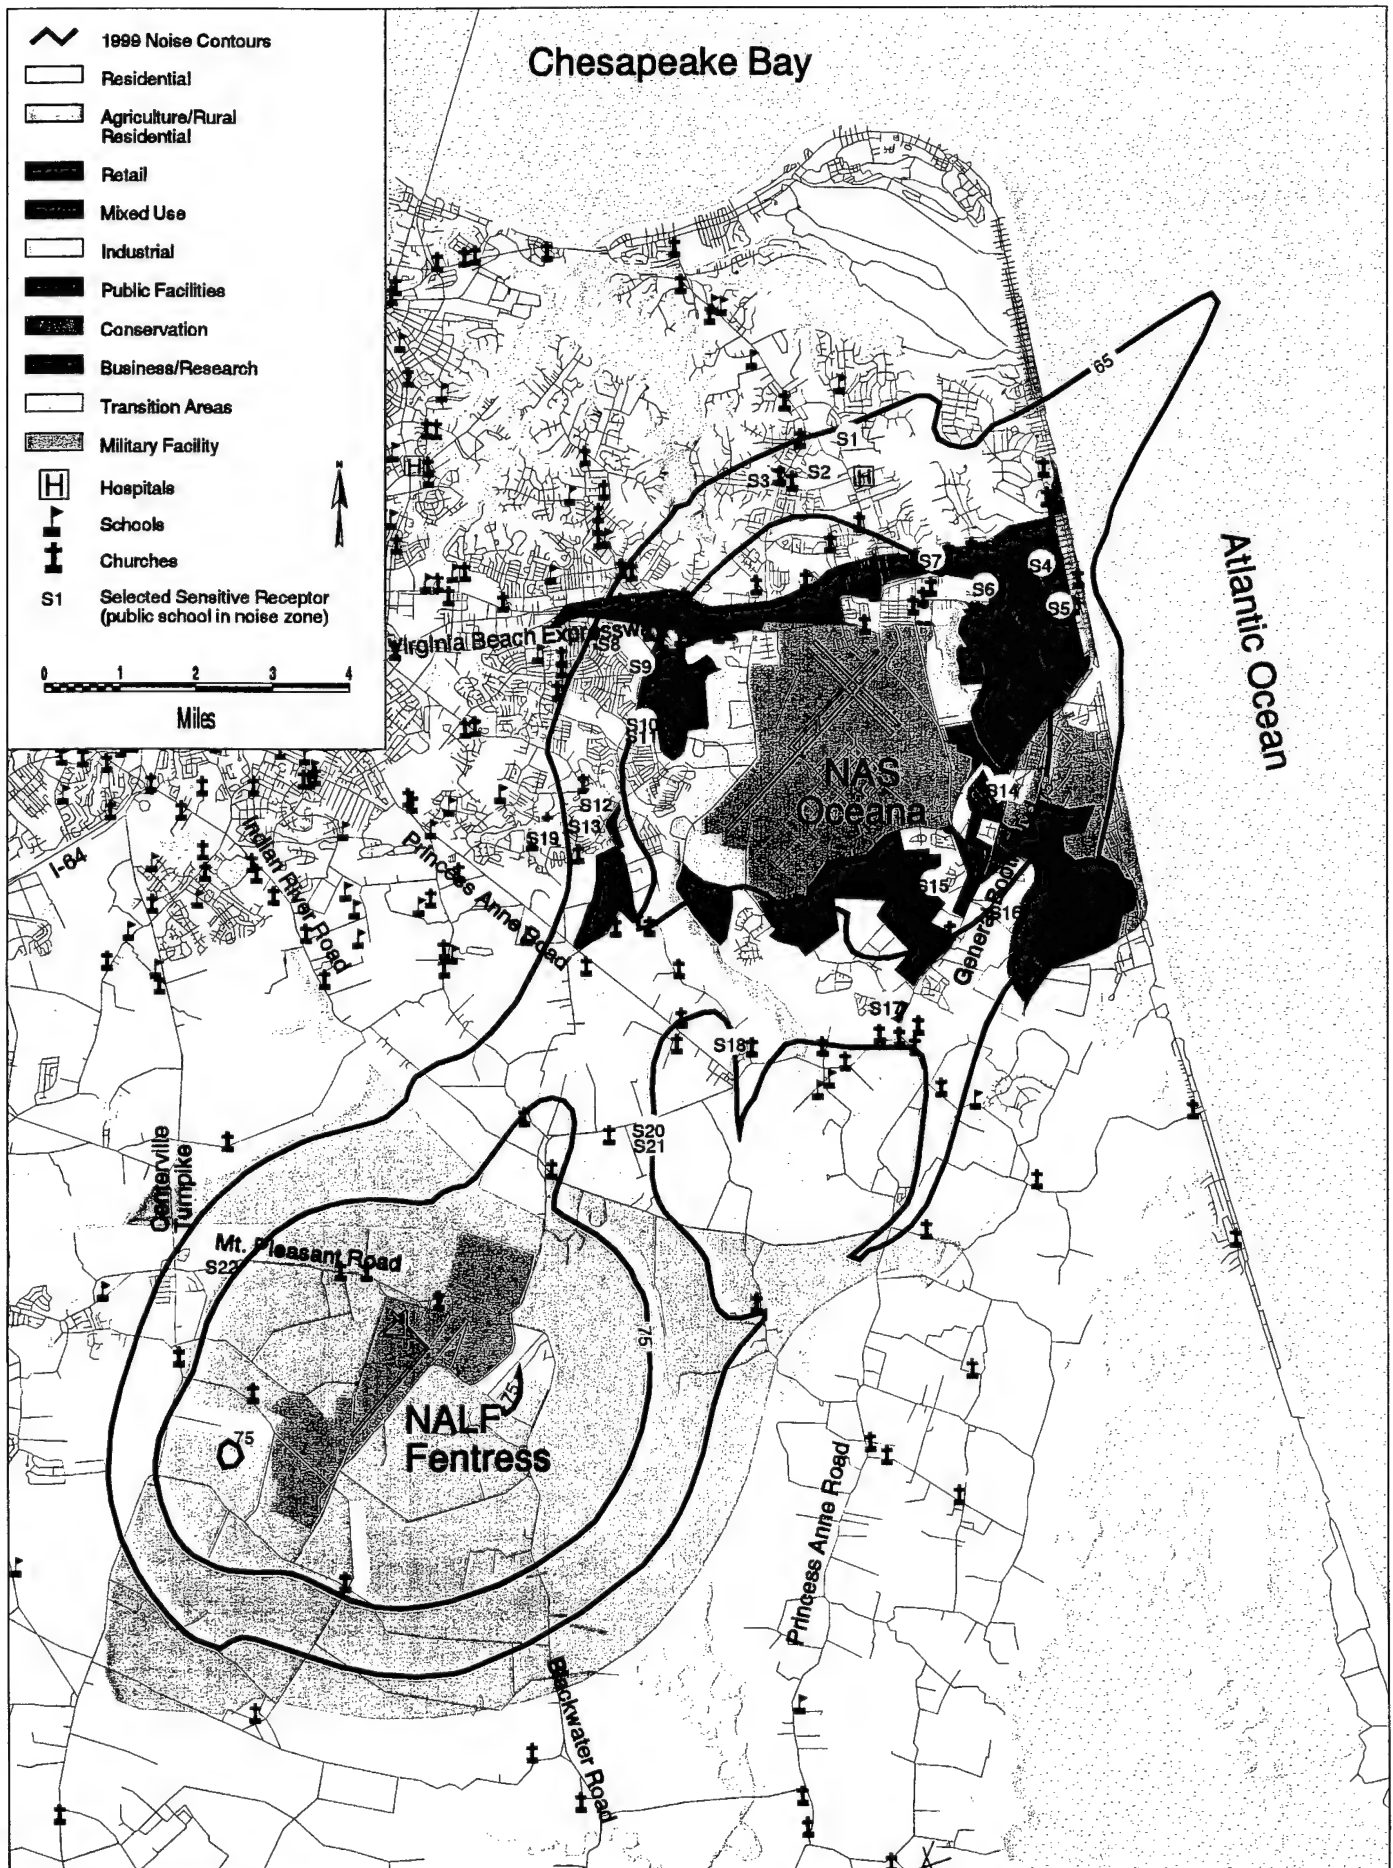 1999 Noise Contours
Residential
Agriculture/Rural
Residential
Retail
Mixed Use
Industrial
Public Facilities
Conservation
Business/Research
Transition Areas
Military Facility
N
H
Hospitals
Schools
Churches
S1
Selected Sensitive Receptor
(public school in noise zone)
0 1 2 3 4
Miles
Chesapeake Bay
65
S1
H
S2
S3
H
Atlantic Ocean
S7
S4
S6
S5
Virginia Beach Expressway
S8
S9
S10
S11
NAS
Oceana
S14
S12
S13
S19
I-64
Indian River Road
Princess Anne Road
S15
S16
General Booth
S17
S18
S20
S21
Centerville
Turnpike
Mt. Pleasant Road
S22
75
75
NALF
Fentress
75
Princess Anne Road
Blackwater Road